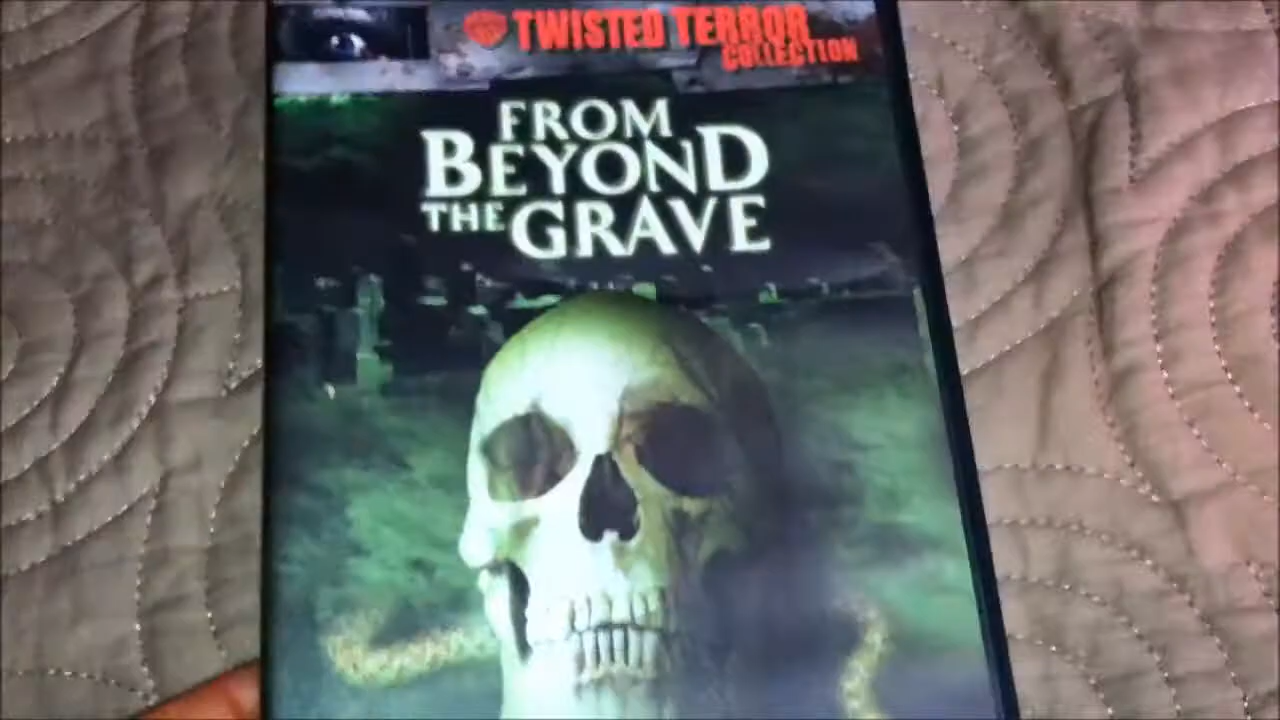 TWISTED TERROR
COLLECTION
FROM
BEYOND
THE GRAVE